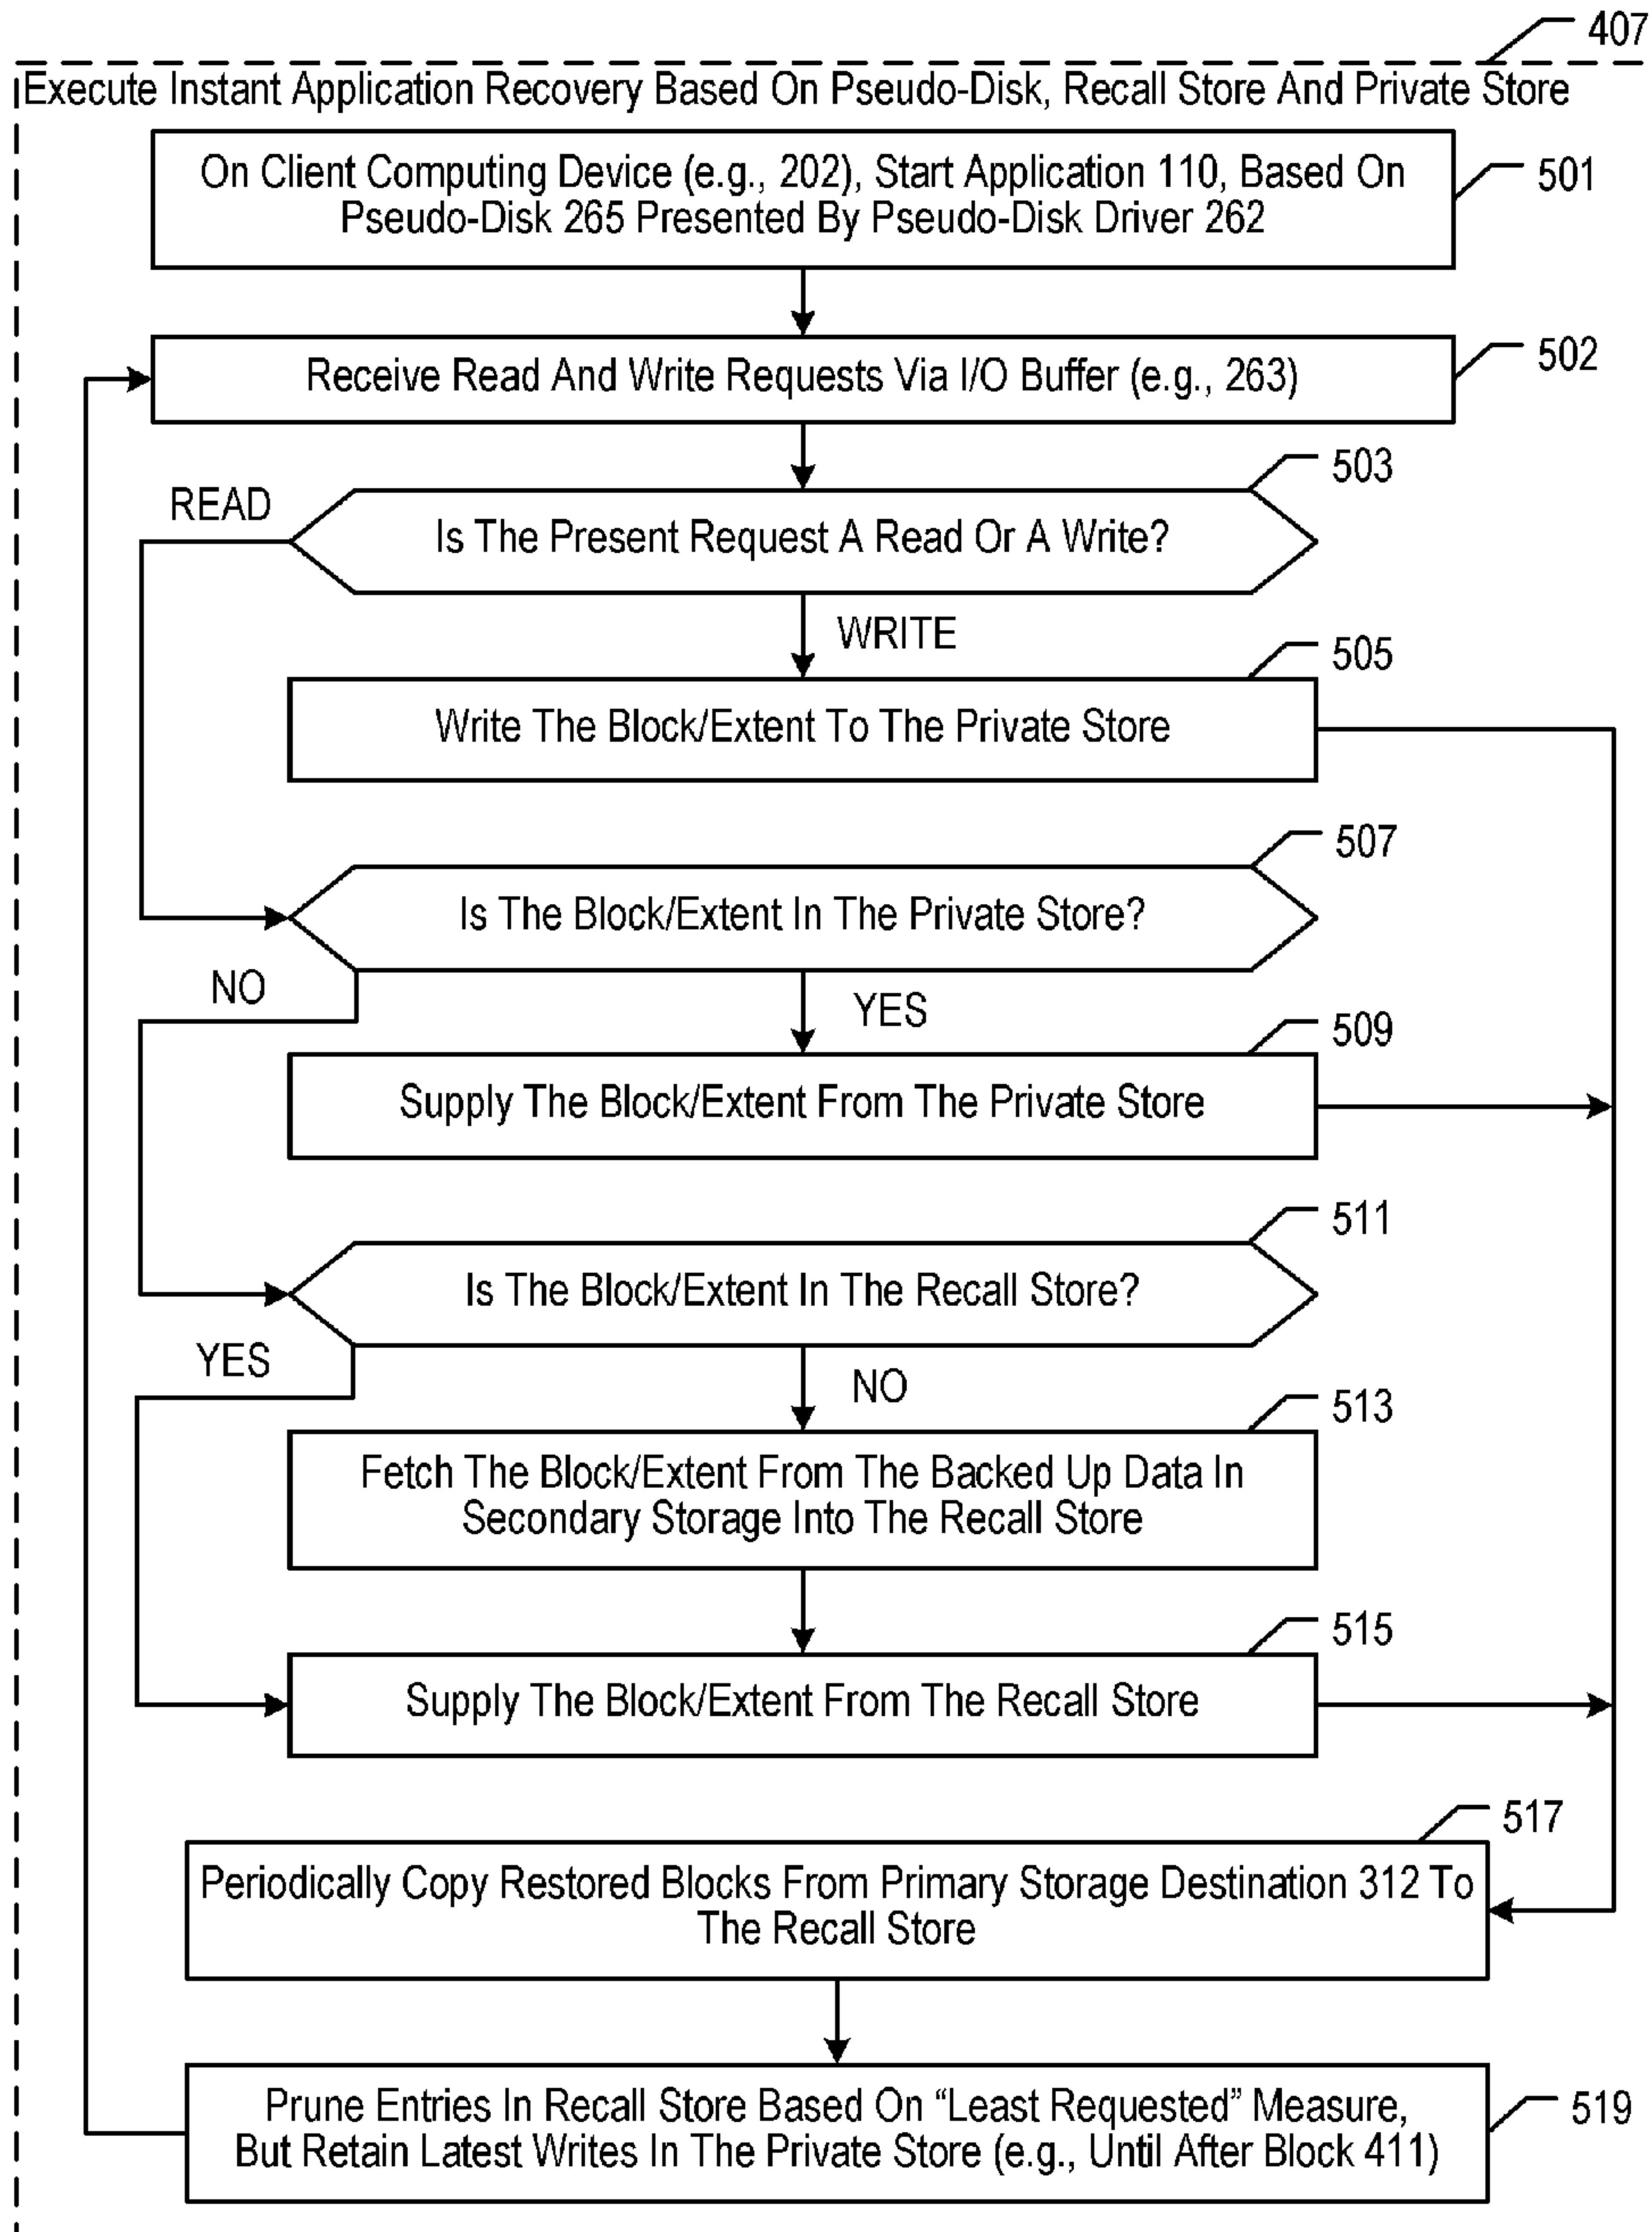 407
Execute Instant Application Recovery Based On Pseudo-Disk, Recall Store And Private Store
On Client Computing Device (e.g., 202), Start Application 110, Based On
Pseudo-Disk 265 Presented By Pseudo-Disk Driver 262
501
Receive Read And Write Requests Via I/O Buffer (e.g., 263)
502
503
READ
Is The Present Request A Read Or A Write?
WRITE
505
Write The Block/Extent To The Private Store
507
Is The Block/Extent In The Private Store?
NO
YES
509
Supply The Block/Extent From The Private Store
511
Is The Block/Extent In The Recall Store?
YES
NO
513
Fetch The Block/Extent From The Backed Up Data In
Secondary Storage Into The Recall Store
515
Supply The Block/Extent From The Recall Store
517
Periodically Copy Restored Blocks From Primary Storage Destination 312 To
The Recall Store
Prune Entries In Recall Store Based On “Least Requested” Measure,
But Retain Latest Writes In The Private Store (e.g., Until After Block 411)
519